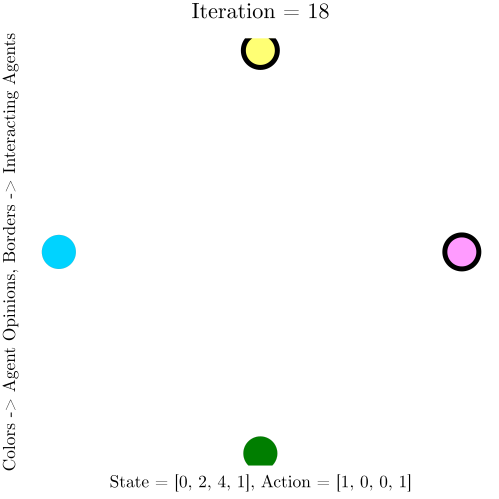 Iteration = 18
Colors -> Agent Opinions, Borders -> Interacting Agents
State = [0, 2, 4, 1], Action = [1, 0, 0, 1]